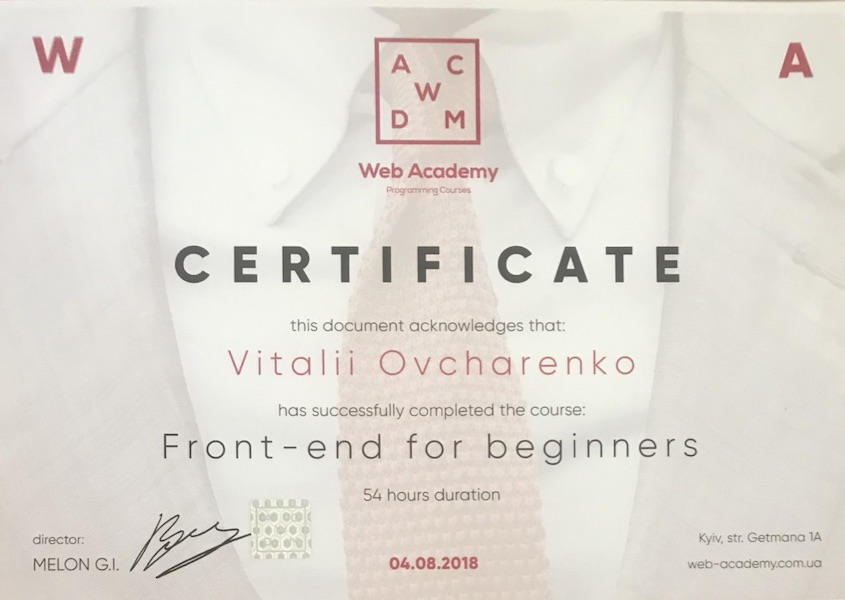 W
A
A C
W
D M
Web Academy
Programming Courses
CERTIFICATE
this document acknowledges that:
Vitalii Ovcharenko
has successfully completed the course:
Front-end for beginners
54 hours duration
director:
MELON G.I.
04.08.2018
Kyiv, str. Getmana 1A
web-academy.com.ua